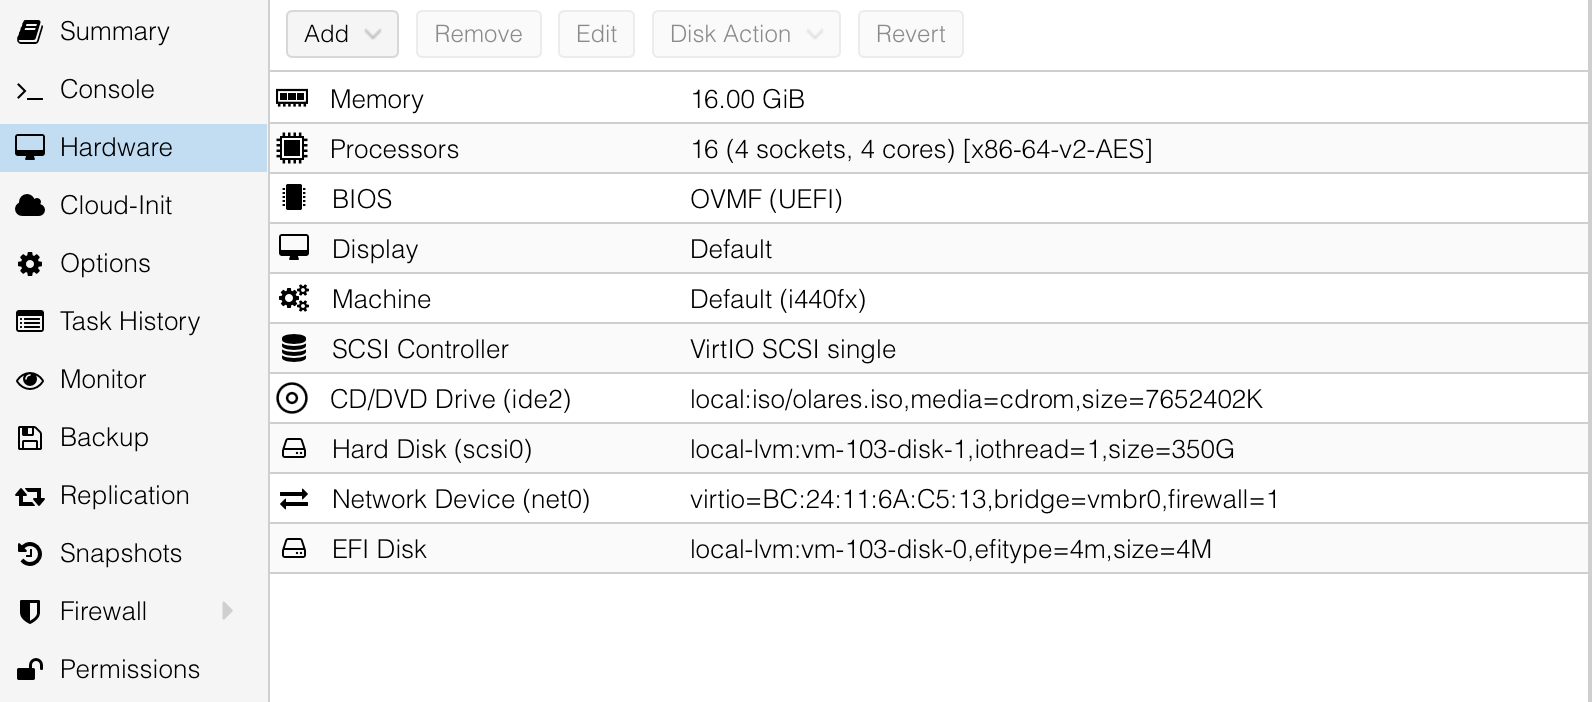 Summary
Console
Hardware
Cloud-Init
Options
Task History
Monitor
Backup
Replication
Snapshots
Firewall
Permissions
Add Remove Edit Disk Action Revert
Memory 16.00 GiB
Processors 16 (4 sockets, 4 cores) [x86-64-v2-AES]
BIOS OVMF (UEFI)
Display Default
Machine Default (i440fx)
SCSI Controller VirtIO SCSI single
CD/DVD Drive (ide2) local:iso/olares.iso,media=cdrom,size=7652402K
Hard Disk (scsi0) local-lvm:vm-103-disk-1,iothread=1,size=350G
Network Device (net0) virtio=BC:24:11:6A:C5:13,bridge=vmbr0,firewall=1
EFI Disk local-lvm:vm-103-disk-0,efitype=4m,size=4M